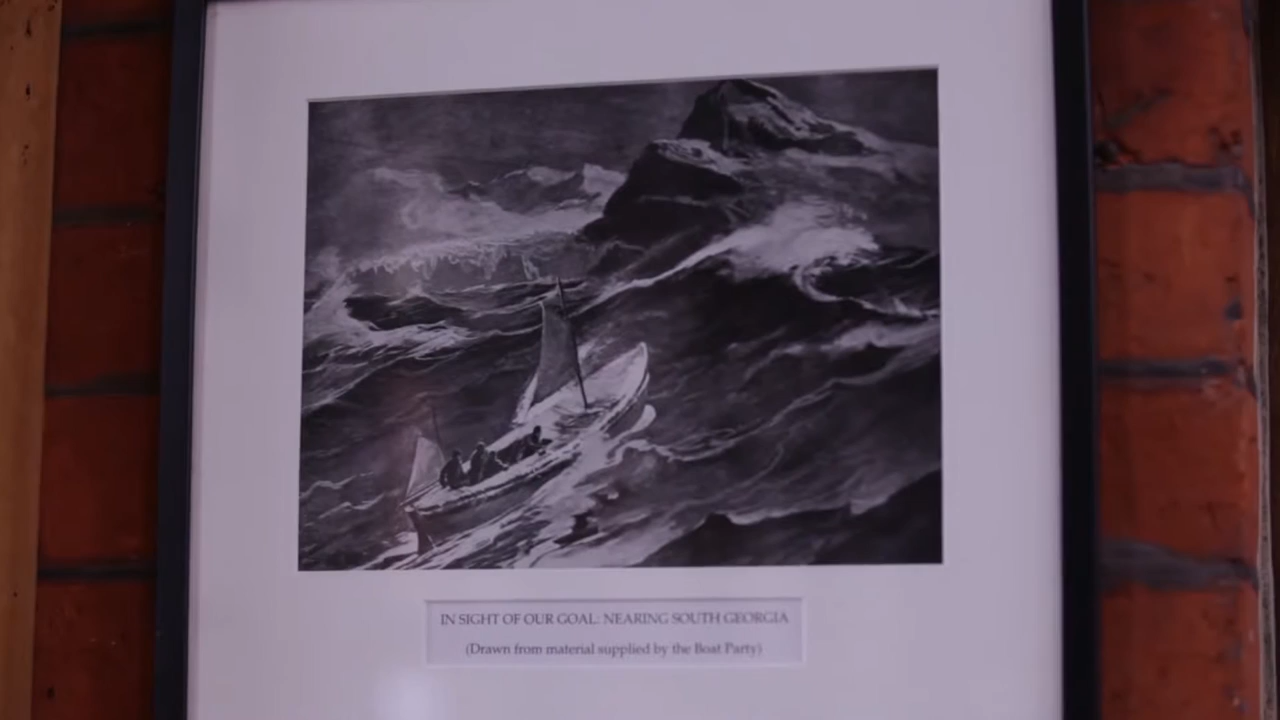 IN SIGHT OF OUR GOAL: NEARING SOUTH GEORGIA
(Drawn from material supplied by the Boat Party)